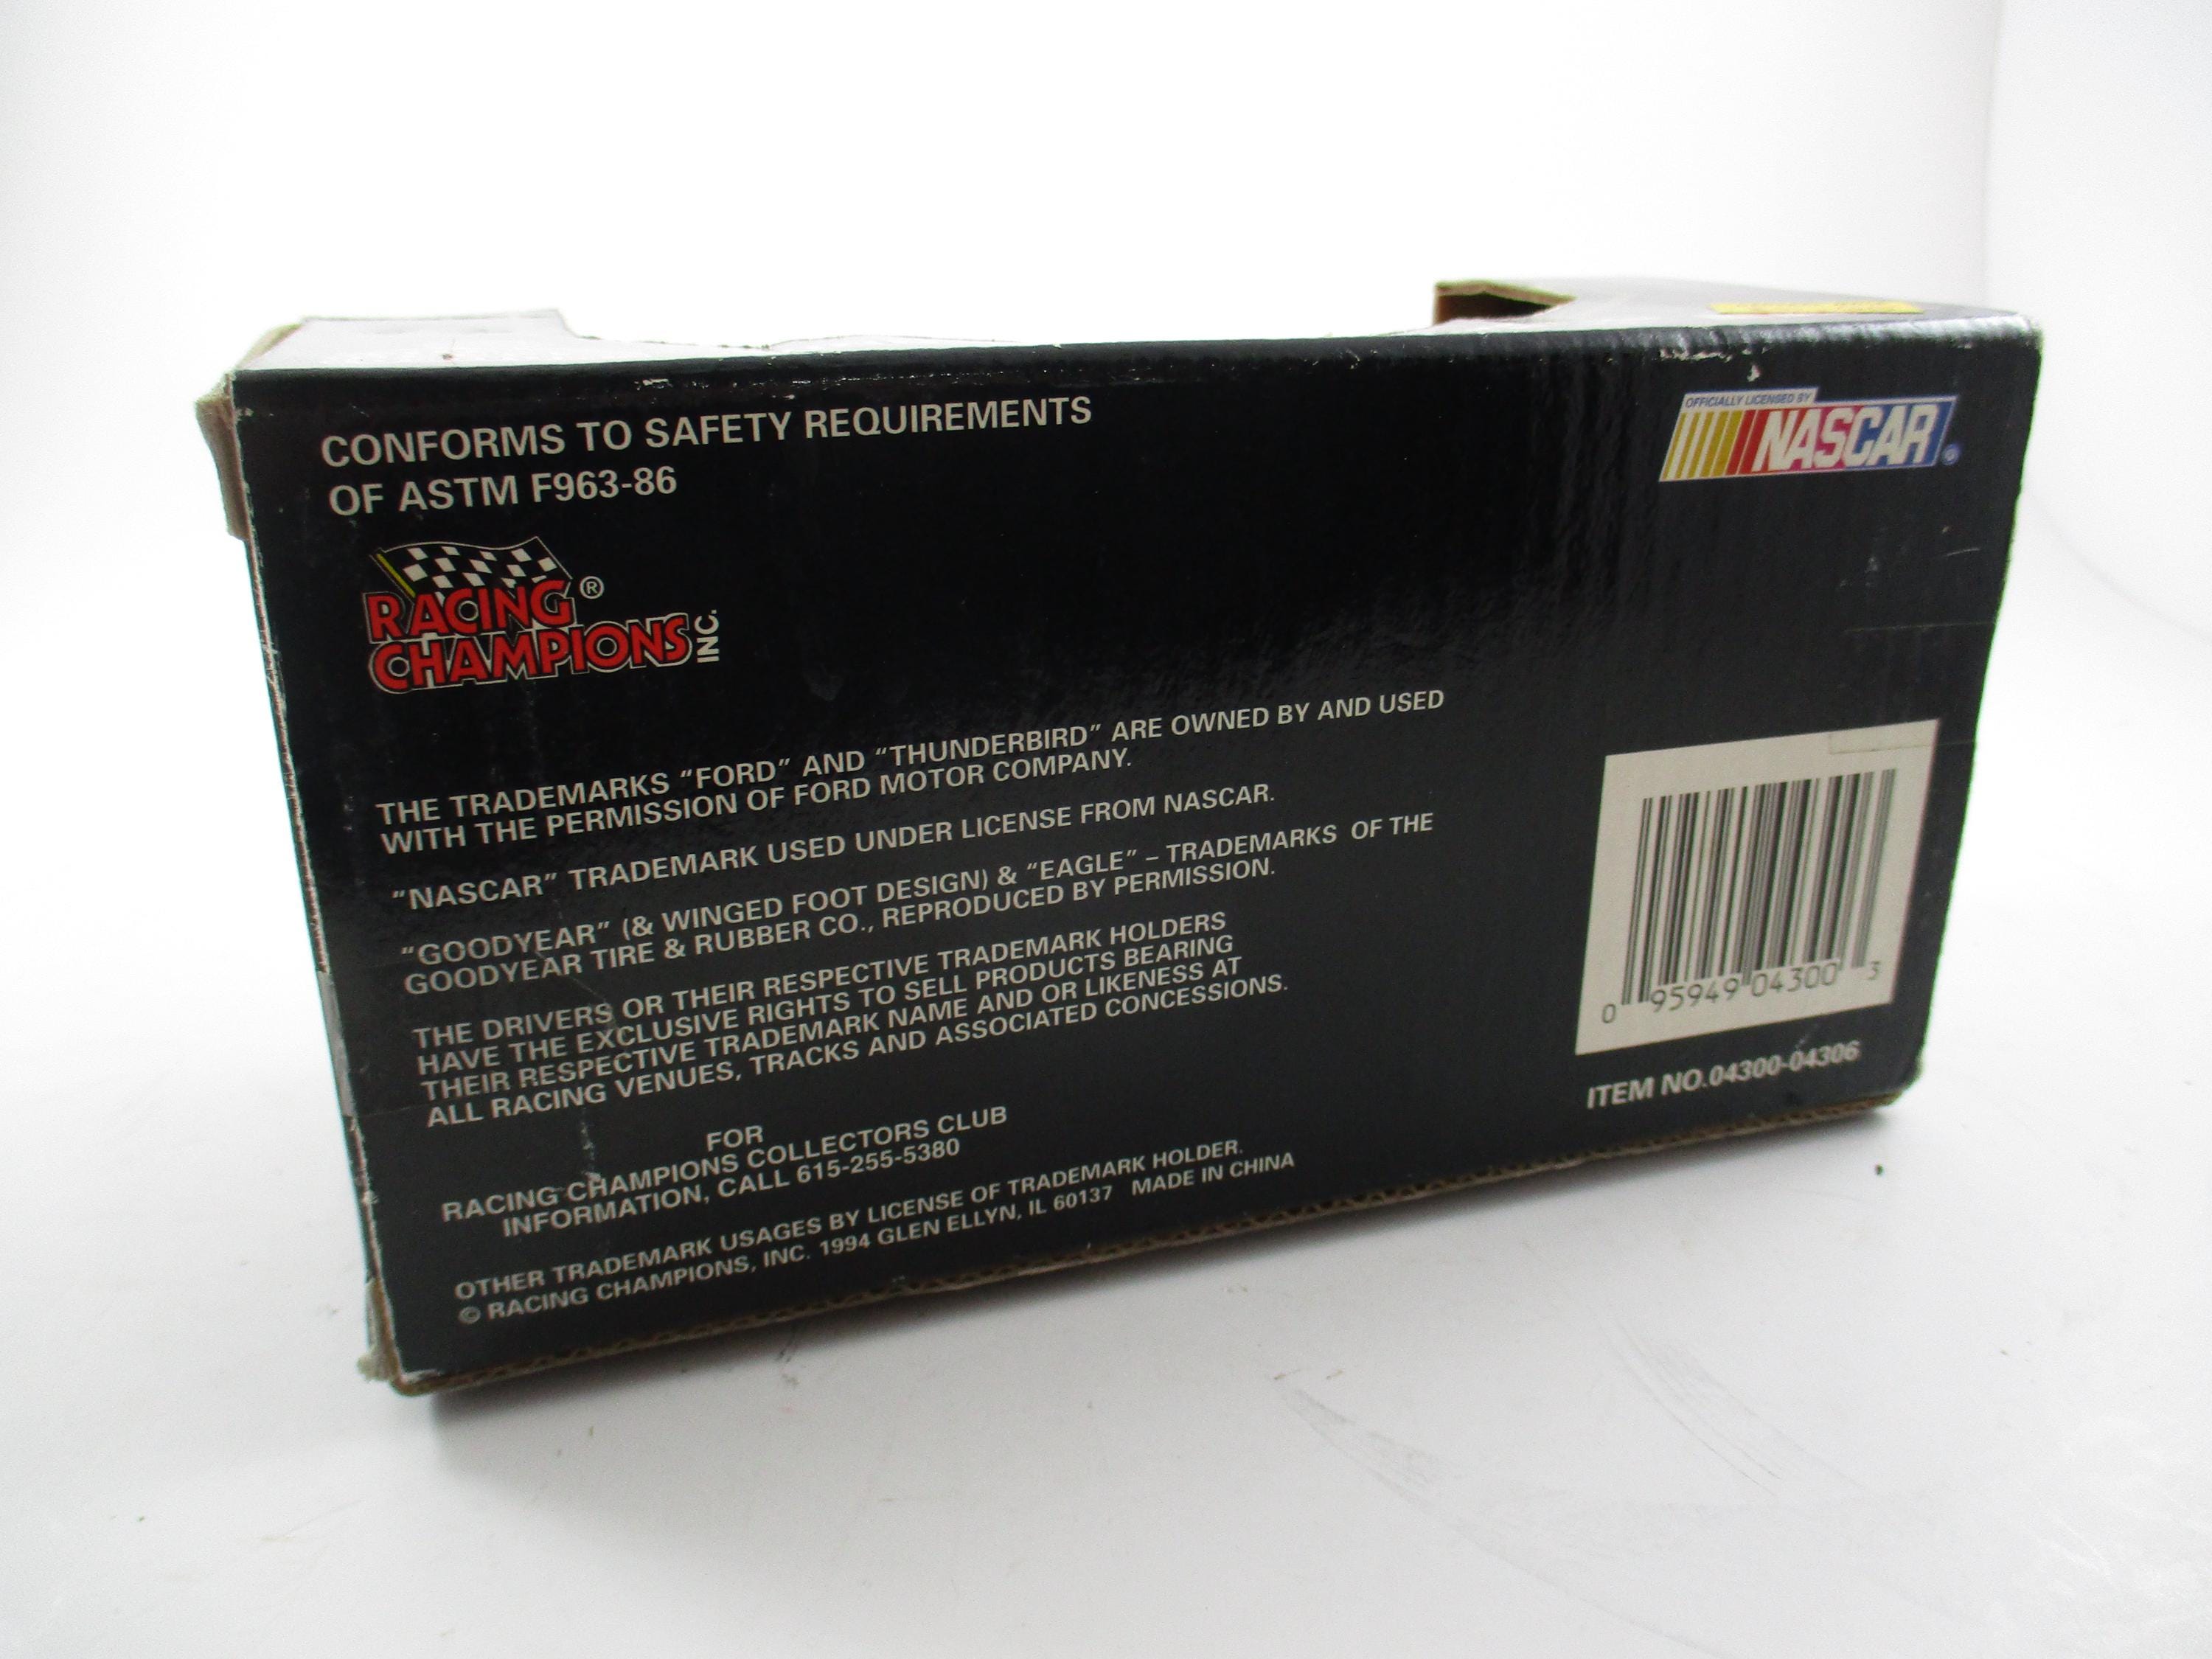 CONFORMS TO SAFETY REQUIREMENTS
OF ASTM F963-86
OFFICIALLY LICENSED BY
NASCAR®
RACING®
CHAMPIONS INC.
THE TRADEMARKS “FORD” AND “THUNDERBIRD” ARE OWNED BY AND USED
WITH THE PERMISSION OF FORD MOTOR COMPANY.
“NASCAR” TRADEMARK USED UNDER LICENSE FROM NASCAR.
“GOODYEAR” (& WINGED FOOT DESIGN) & “EAGLE” – TRADEMARKS OF THE
GOODYEAR TIRE & RUBBER CO., REPRODUCED BY PERMISSION.
THE DRIVERS OR THEIR RESPECTIVE TRADEMARK HOLDERS
HAVE THE EXCLUSIVE RIGHTS TO SELL PRODUCTS BEARING
THEIR RESPECTIVE TRADEMARK NAME AND OR LIKENESS AT
ALL RACING VENUES, TRACKS AND ASSOCIATED CONCESSIONS.
FOR
RACING CHAMPIONS COLLECTORS CLUB
INFORMATION, CALL 615-255-5380
OTHER TRADEMARK USAGES BY LICENSE OF TRADEMARK HOLDER.
© RACING CHAMPIONS, INC. 1994 GLEN ELLYN, IL 60137 MADE IN CHINA
0 95949 04300 3
ITEM NO.04300-04306